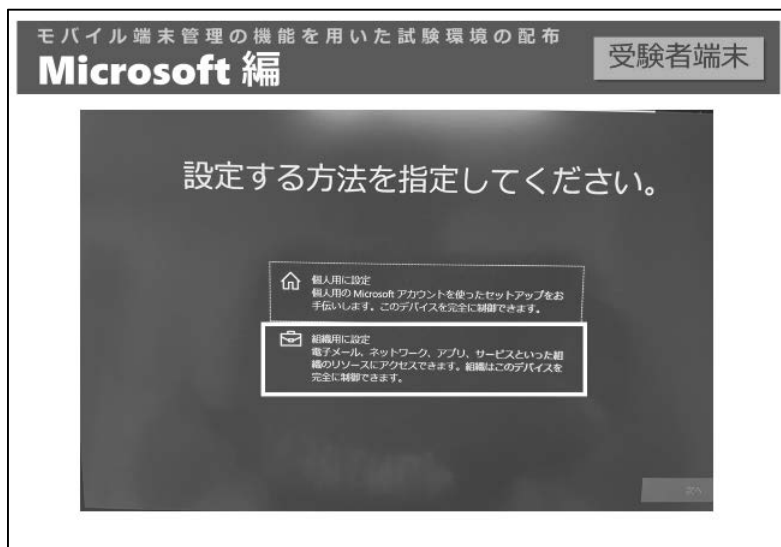 モバイル端末管理の機能を用いた試験環境の配布
Microsoft 編
受験者端末
設定する方法を指定してください。
個人用に設定
個人用の Microsoft アカウントを使ったセットアップをお
手伝いします。このデバイスを完全に制御できます。
組織用に設定
電子メール、ネットワーク、アプリ、サービスといった組
織のリソースにアクセスできます。組織はこのデバイスを
完全に制御できます。
次へ